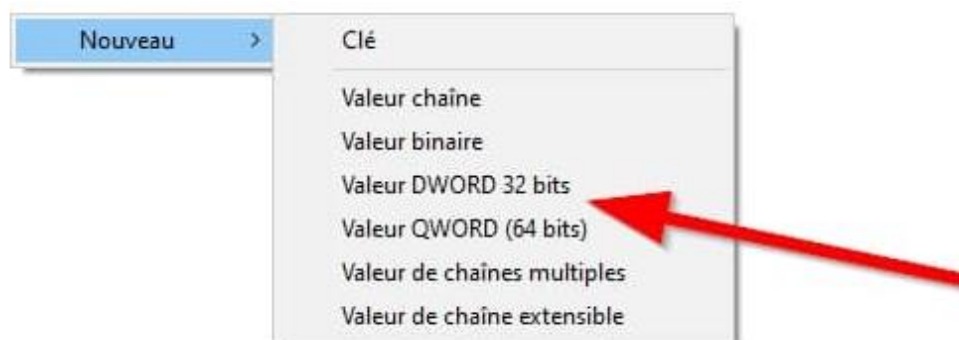 Nouveau > Clé
Valeur chaîne
Valeur binaire
Valeur DWORD 32 bits
Valeur QWORD (64 bits)
Valeur de chaînes multiples
Valeur de chaîne extensible